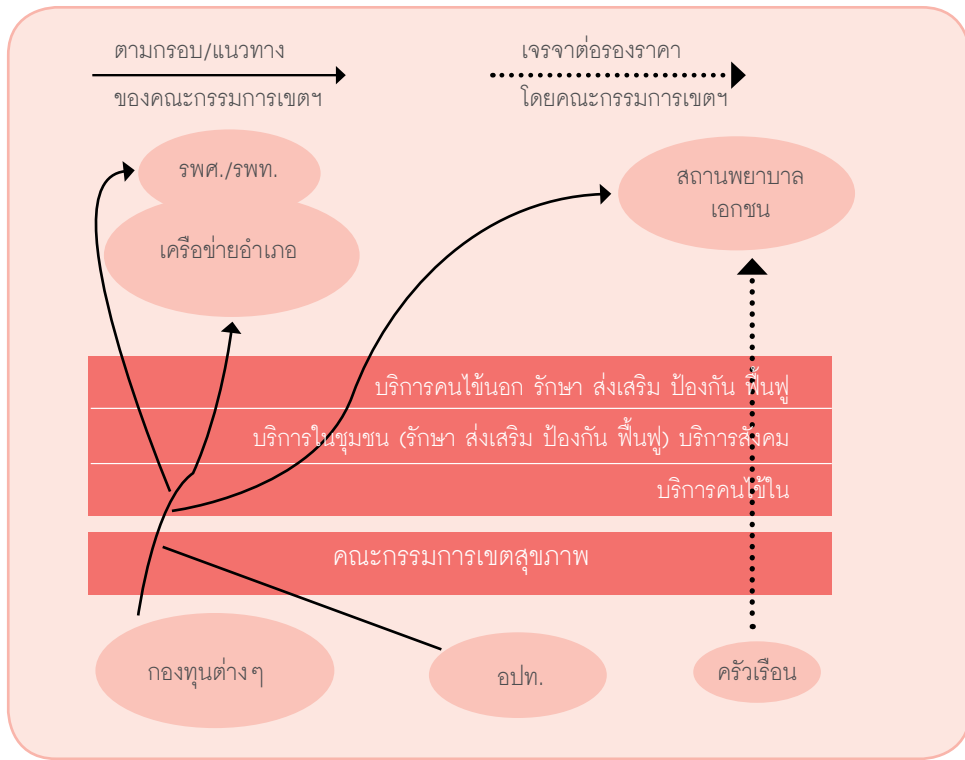 ตามกรอบ/แนวทาง
ของคณะกรรมการเขตฯ
เจรจาต่อรองราคา
โดยคณะกรรมการเขตฯ
รพศ./รพท.
เครือข่ายอำเภอ
สถานพยาบาล
เอกชน
บริการคนไข้นอก รักษา ส่งเสริม ป้องกัน ฟื้นฟู
บริการในชุมชน (รักษา ส่งเสริม ป้องกัน ฟื้นฟู) บริการสังคม
บริการคนไข้ใน
คณะกรรมการเขตสุขภาพ
กองทุนต่างๆ
อปท.
ครัวเรือน